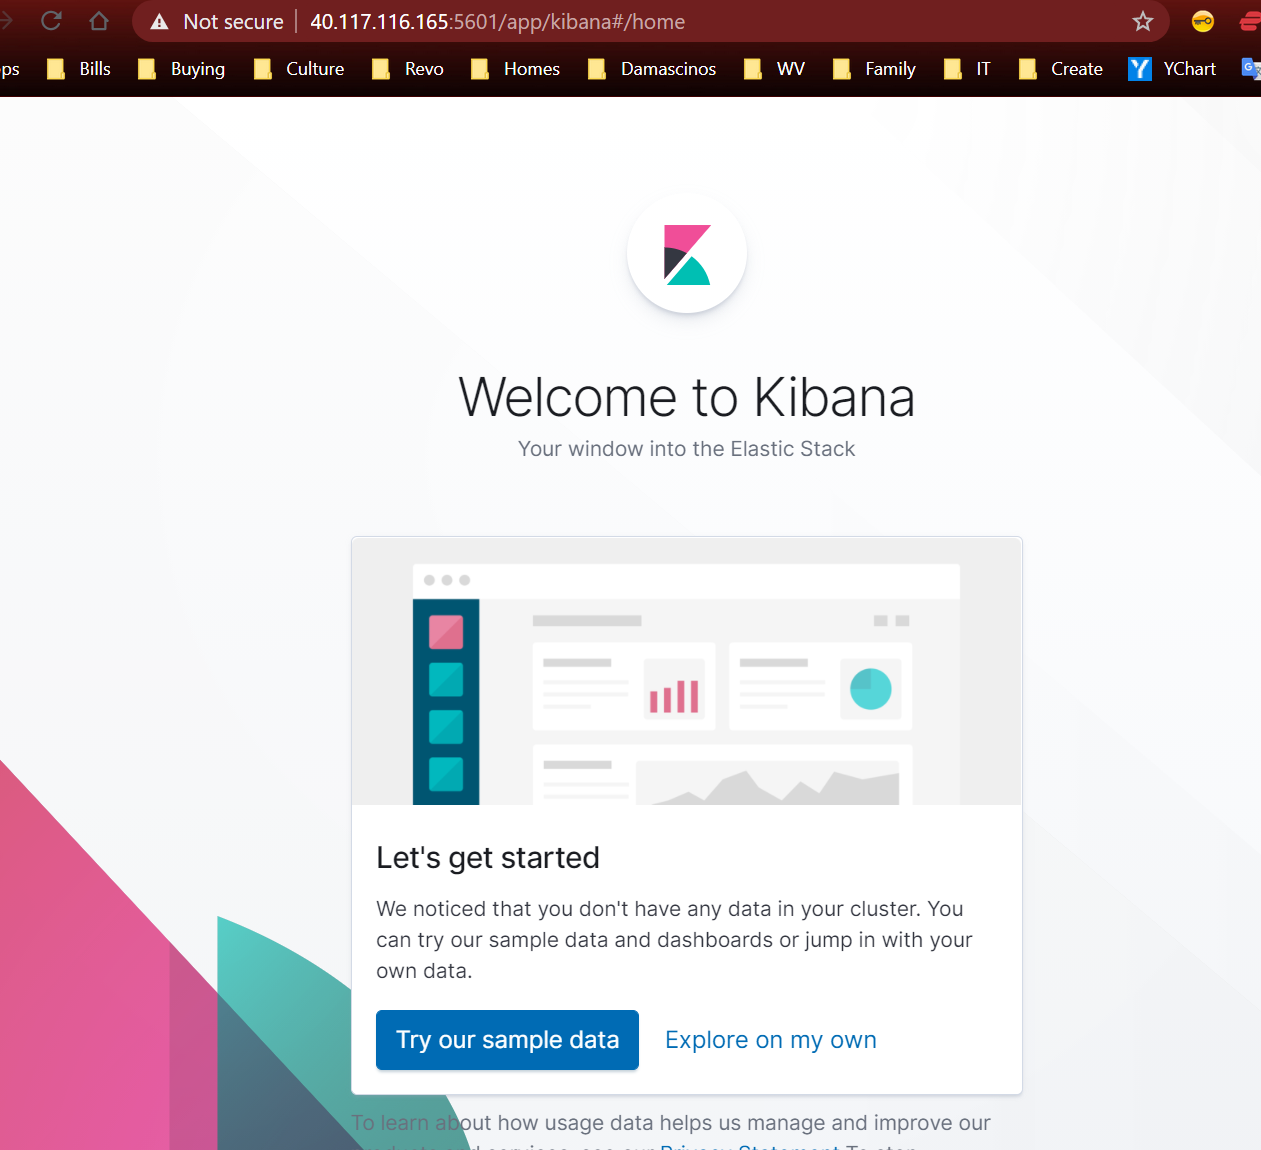 Not secure 40.117.116.165:5601/app/kibana#/home
ps Bills Buying Culture Revo Homes Damascinos WV Family IT Create YChart
Welcome to Kibana
Your window into the Elastic Stack
Let's get started
We noticed that you don't have any data in your cluster. You
can try our sample data and dashboards or jump in with your
own data.
Try our sample data Explore on my own
To learn about how usage data helps us manage and improve our
Privacy Statement To stop